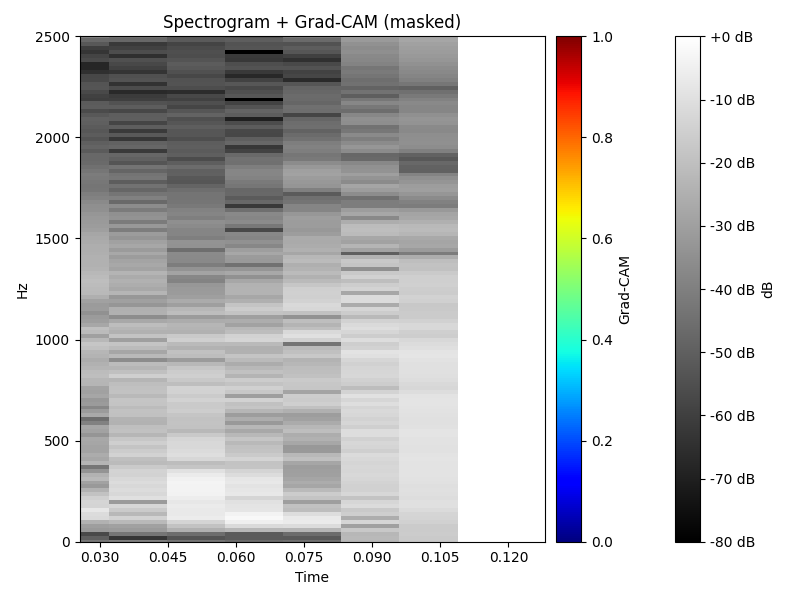 Spectrogram + Grad-CAM (masked)
2500
2000
1500
1000
500
0
Hz
0.030
0.045
0.060
0.075
0.090
0.105
0.120
Time
1.0
0.8
0.6
0.4
0.2
0.0
Grad-CAM
+0 dB
-10 dB
-20 dB
-30 dB
-40 dB
-50 dB
-60 dB
-70 dB
-80 dB
dB